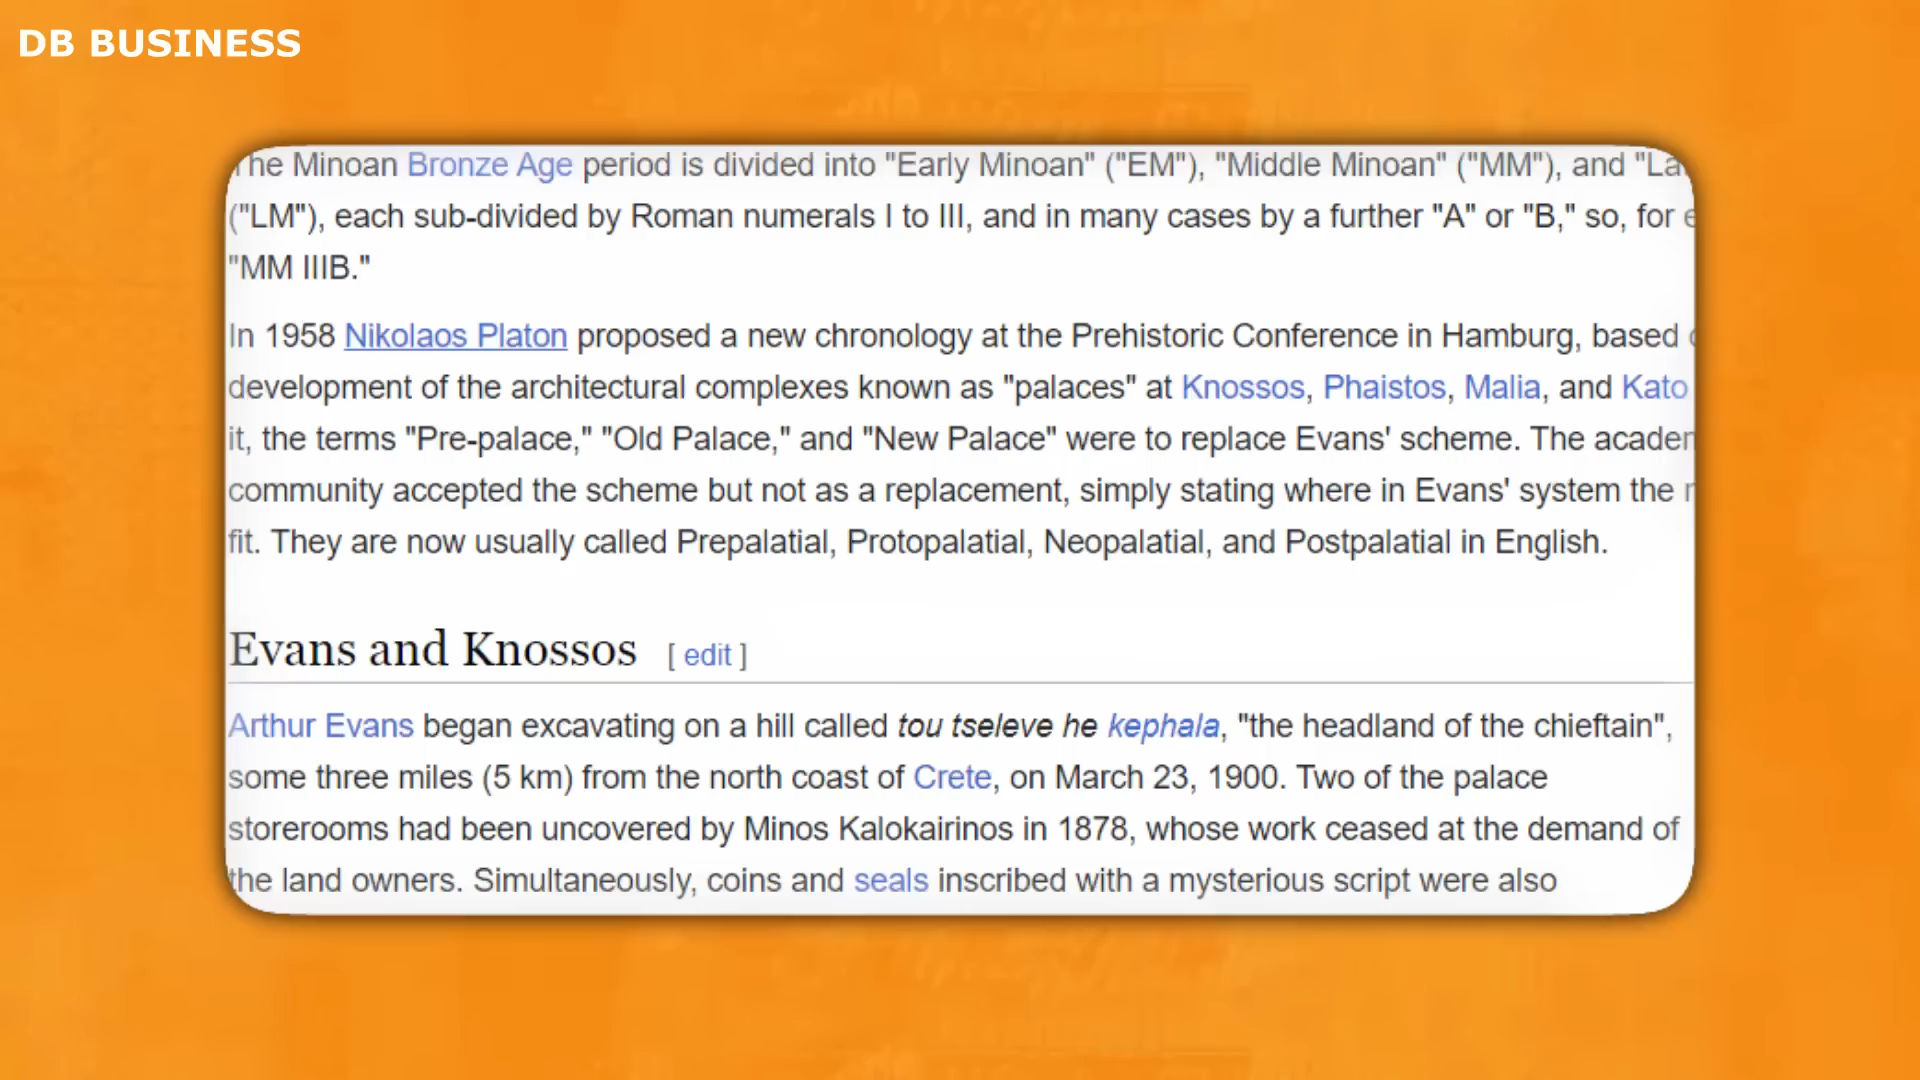 DB BUSINESS
The Minoan Bronze Age period is divided into "Early Minoan" ("EM"), "Middle Minoan" ("MM"), and
("LM"), each sub-divided by Roman numerals I to III, and in many cases by a further "A" or "B," so, for
"MM IIIB."
In 1958 Nikolaos Platon proposed a new chronology at the Prehistoric Conference in Hamburg, based
development of the architectural complexes known as "palaces" at Knossos, Phaistos, Malia, and Kato
it, the terms "Pre-palace," "Old Palace," and "New Palace" were to replace Evans' scheme. The
community accepted the scheme but not as a replacement, simply stating where in Evans' system the
fit. They are now usually called Prepalatial, Protopalatial, Neopalatial, and Postpalatial in English.
Evans and Knossos [ edit ]
Arthur Evans began excavating on a hill called tou tseleve he kephala, "the headland of the chieftain",
some three miles (5 km) from the north coast of Crete, on March 23, 1900. Two of the palace
storerooms had been uncovered by Minos Kalokairinos in 1878, whose work ceased at the demand of
the land owners. Simultaneously, coins and seals inscribed with a mysterious script were also